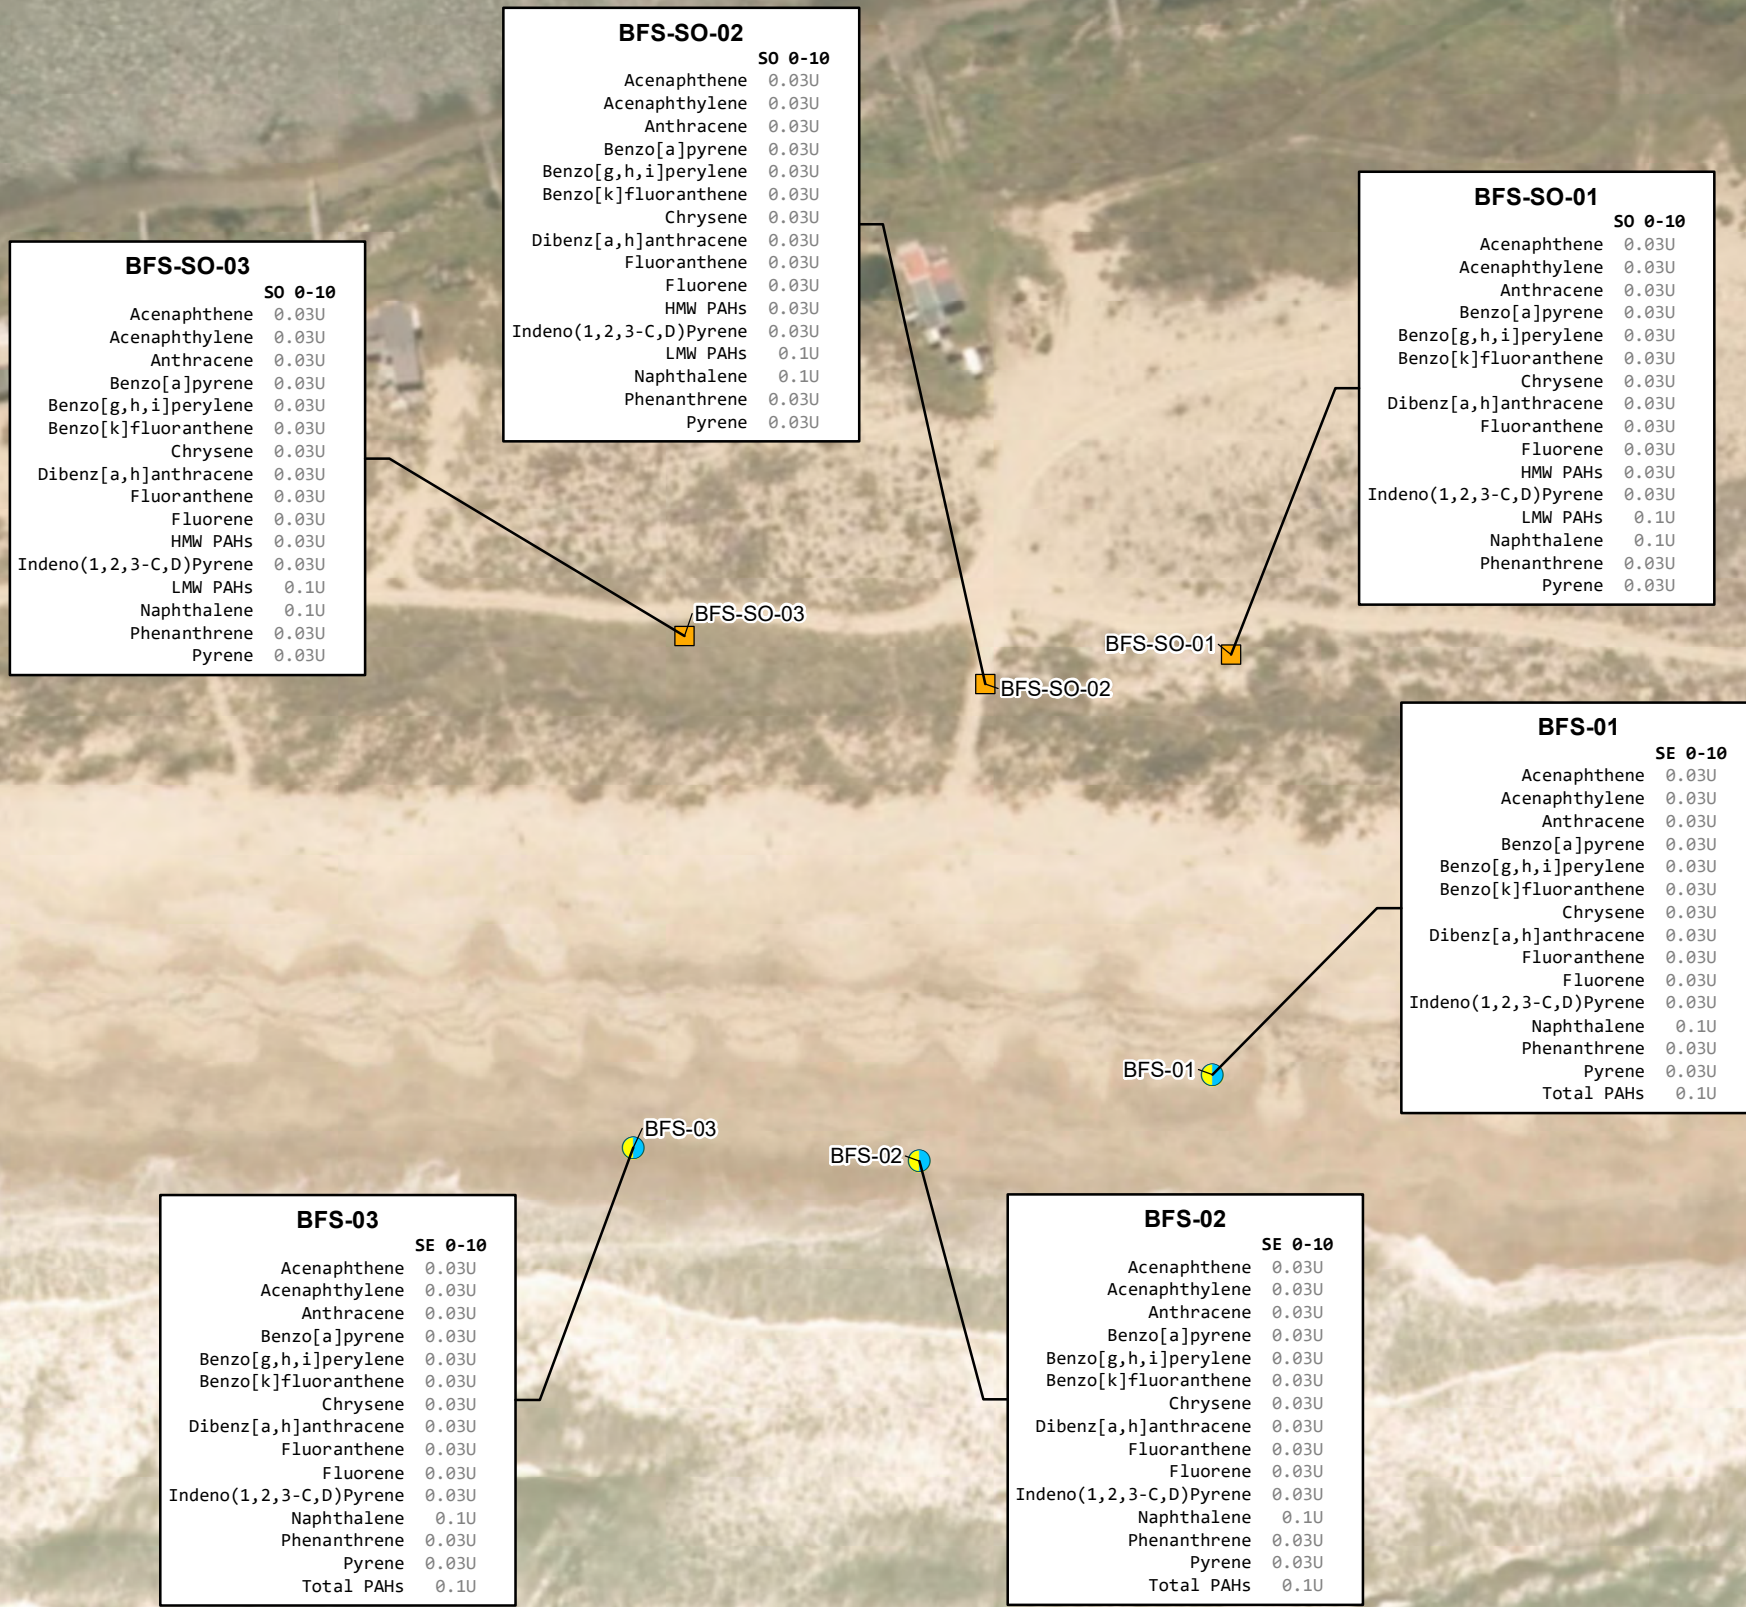 BFS-SO-02
SO 0-10
Acenaphthene 0.03U
Acenaphthylene 0.03U
Anthracene 0.03U
Benzo[a]pyrene 0.03U
Benzo[g,h,i]perylene 0.03U
Benzo[k]fluoranthene 0.03U
Chrysene 0.03U
Dibenz[a,h]anthracene 0.03U
Fluoranthene 0.03U
Fluorene 0.03U
HMW PAHs 0.03U
Indeno(1,2,3-C,D)Pyrene 0.03U
LMW PAHs 0.1U
Naphthalene 0.1U
Phenanthrene 0.03U
Pyrene 0.03U
BFS-SO-01
SO 0-10
Acenaphthene 0.03U
Acenaphthylene 0.03U
Anthracene 0.03U
Benzo[a]pyrene 0.03U
Benzo[g,h,i]perylene 0.03U
Benzo[k]fluoranthene 0.03U
Chrysene 0.03U
Dibenz[a,h]anthracene 0.03U
Fluoranthene 0.03U
Fluorene 0.03U
HMW PAHs 0.03U
Indeno(1,2,3-C,D)Pyrene 0.03U
LMW PAHs 0.1U
Naphthalene 0.1U
Phenanthrene 0.03U
Pyrene 0.03U
BFS-SO-03
SO 0-10
Acenaphthene 0.03U
Acenaphthylene 0.03U
Anthracene 0.03U
Benzo[a]pyrene 0.03U
Benzo[g,h,i]perylene 0.03U
Benzo[k]fluoranthene 0.03U
Chrysene 0.03U
Dibenz[a,h]anthracene 0.03U
Fluoranthene 0.03U
Fluorene 0.03U
HMW PAHs 0.03U
Indeno(1,2,3-C,D)Pyrene 0.03U
LMW PAHs 0.1U
Naphthalene 0.1U
Phenanthrene 0.03U
Pyrene 0.03U
BFS-SO-03
BFS-SO-01
BFS-SO-02
BFS-01
SE 0-10
Acenaphthene 0.03U
Acenaphthylene 0.03U
Anthracene 0.03U
Benzo[a]pyrene 0.03U
Benzo[g,h,i]perylene 0.03U
Benzo[k]fluoranthene 0.03U
Chrysene 0.03U
Dibenz[a,h]anthracene 0.03U
Fluoranthene 0.03U
Fluorene 0.03U
Indeno(1,2,3-C,D)Pyrene 0.03U
Naphthalene 0.1U
Phenanthrene 0.03U
Pyrene 0.03U
Total PAHs 0.1U
BFS-01
BFS-03
BFS-02
BFS-03
SE 0-10
Acenaphthene 0.03U
Acenaphthylene 0.03U
Anthracene 0.03U
Benzo[a]pyrene 0.03U
Benzo[g,h,i]perylene 0.03U
Benzo[k]fluoranthene 0.03U
Chrysene 0.03U
Dibenz[a,h]anthracene 0.03U
Fluoranthene 0.03U
Fluorene 0.03U
Indeno(1,2,3-C,D)Pyrene 0.03U
Naphthalene 0.1U
Phenanthrene 0.03U
Pyrene 0.03U
Total PAHs 0.1U
BFS-02
SE 0-10
Acenaphthene 0.03U
Acenaphthylene 0.03U
Anthracene 0.03U
Benzo[a]pyrene 0.03U
Benzo[g,h,i]perylene 0.03U
Benzo[k]fluoranthene 0.03U
Chrysene 0.03U
Dibenz[a,h]anthracene 0.03U
Fluoranthene 0.03U
Fluorene 0.03U
Indeno(1,2,3-C,D)Pyrene 0.03U
Naphthalene 0.1U
Phenanthrene 0.03U
Pyrene 0.03U
Total PAHs 0.1U